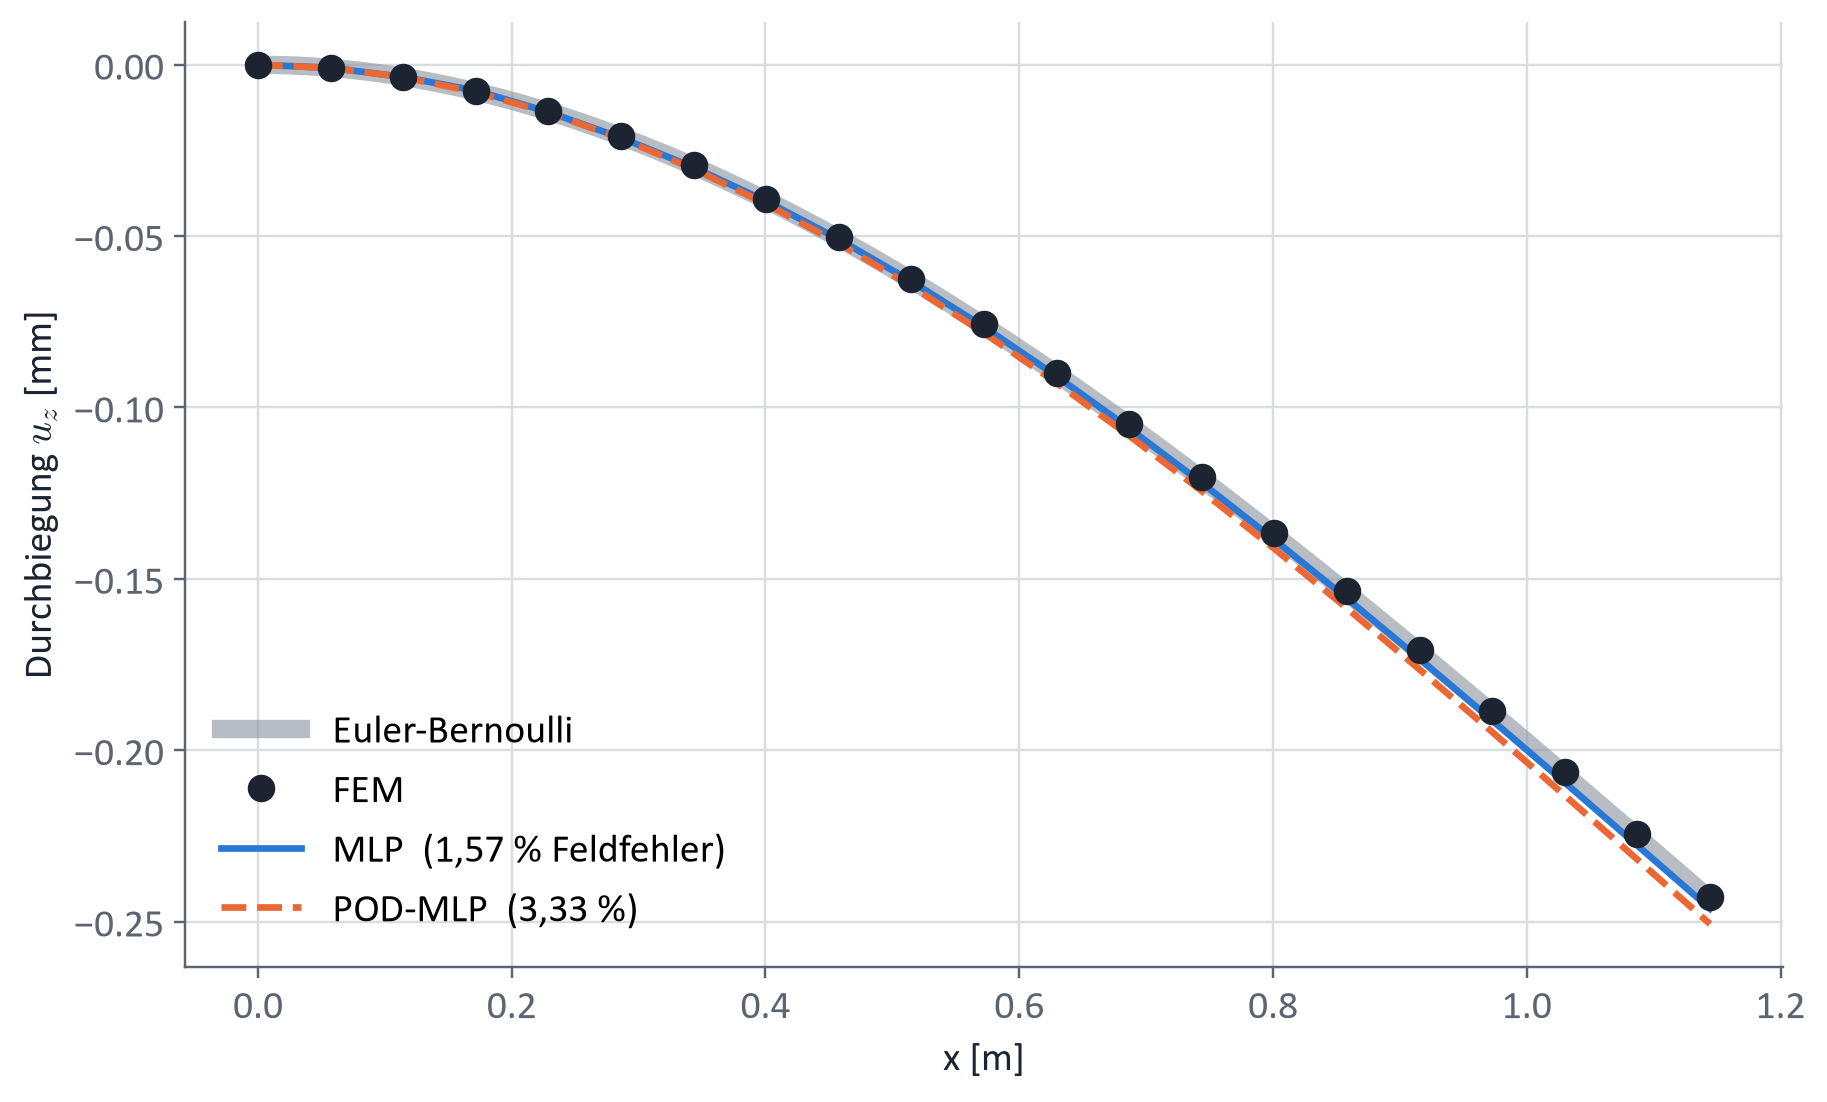 0.00
−0.05
−0.10
−0.15
−0.20
−0.25
Durchbiegung u_z [mm]
Euler-Bernoulli
FEM
MLP (1,57 % Feldfehler)
POD-MLP (3,33 %)
0.0 0.2 0.4 0.6 0.8 1.0 1.2
x [m]